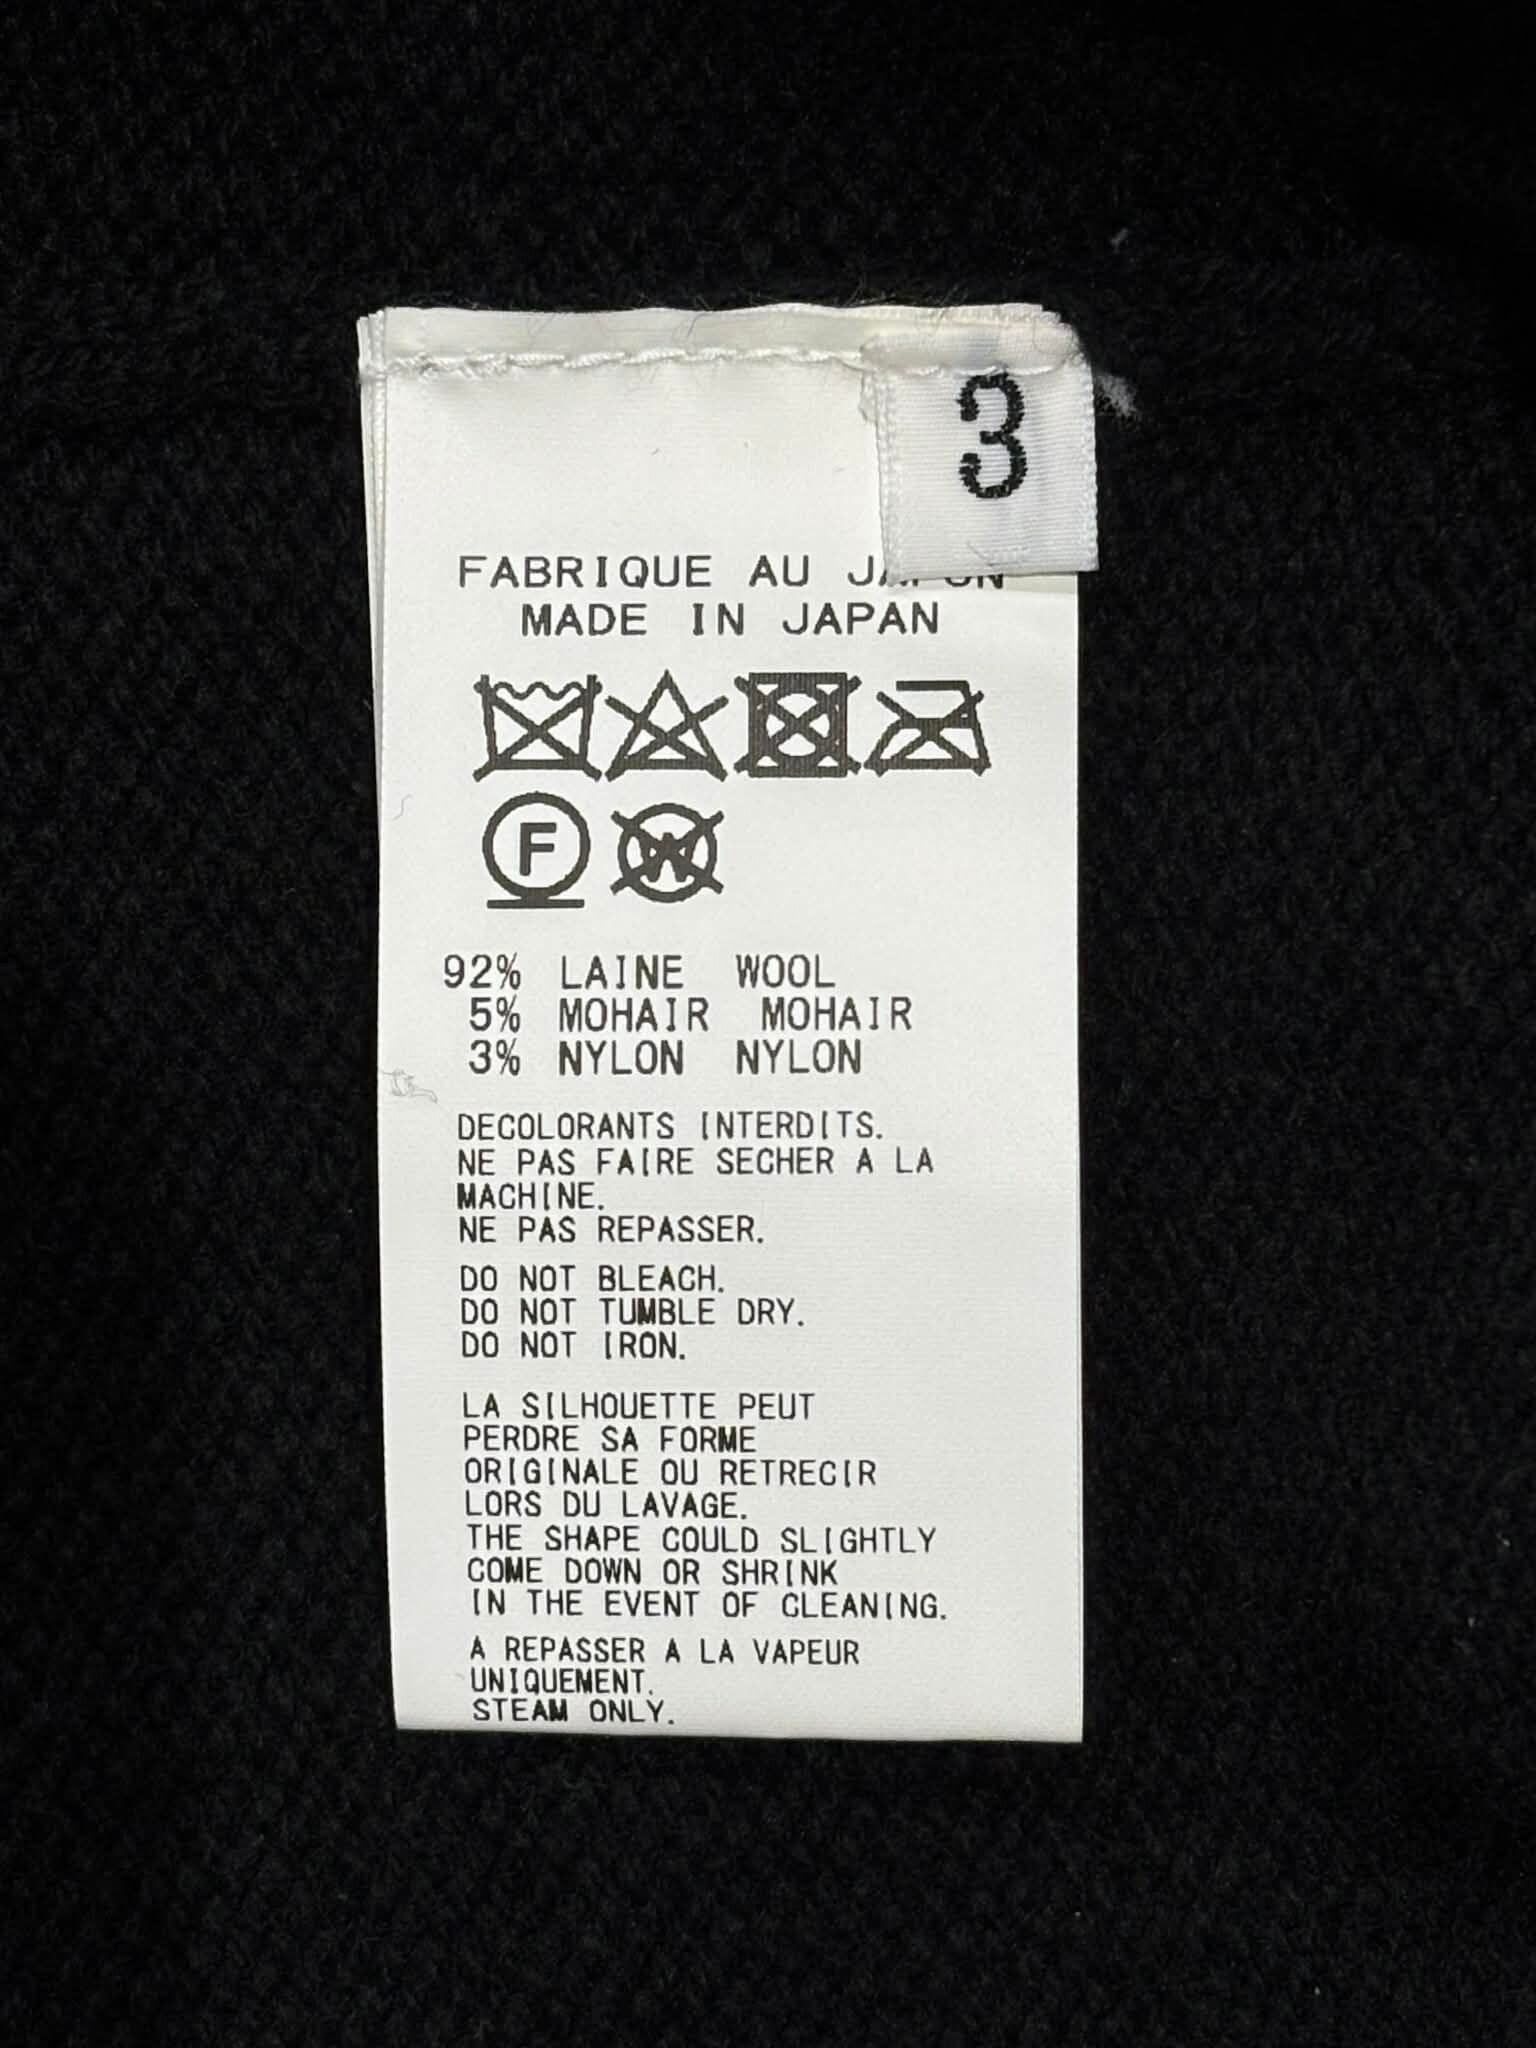 3
FABRIQUE AU JAPON
MADE IN JAPAN
F
W
92% LAINE WOOL
5% MOHAIR MOHAIR
3% NYLON NYLON
DECOLORANTS INTERDITS.
NE PAS FAIRE SECHER A LA
MACHINE.
NE PAS REPASSER.
DO NOT BLEACH.
DO NOT TUMBLE DRY.
DO NOT IRON.
LA SILHOUETTE PEUT
PERDRE SA FORME
ORIGINALE OU RETRECIR
LORS DU LAVAGE.
THE SHAPE COULD SLIGHTLY
COME DOWN OR SHRINK
IN THE EVENT OF CLEANING.
A REPASSER A LA VAPEUR
UNIQUEMENT.
STEAM ONLY.